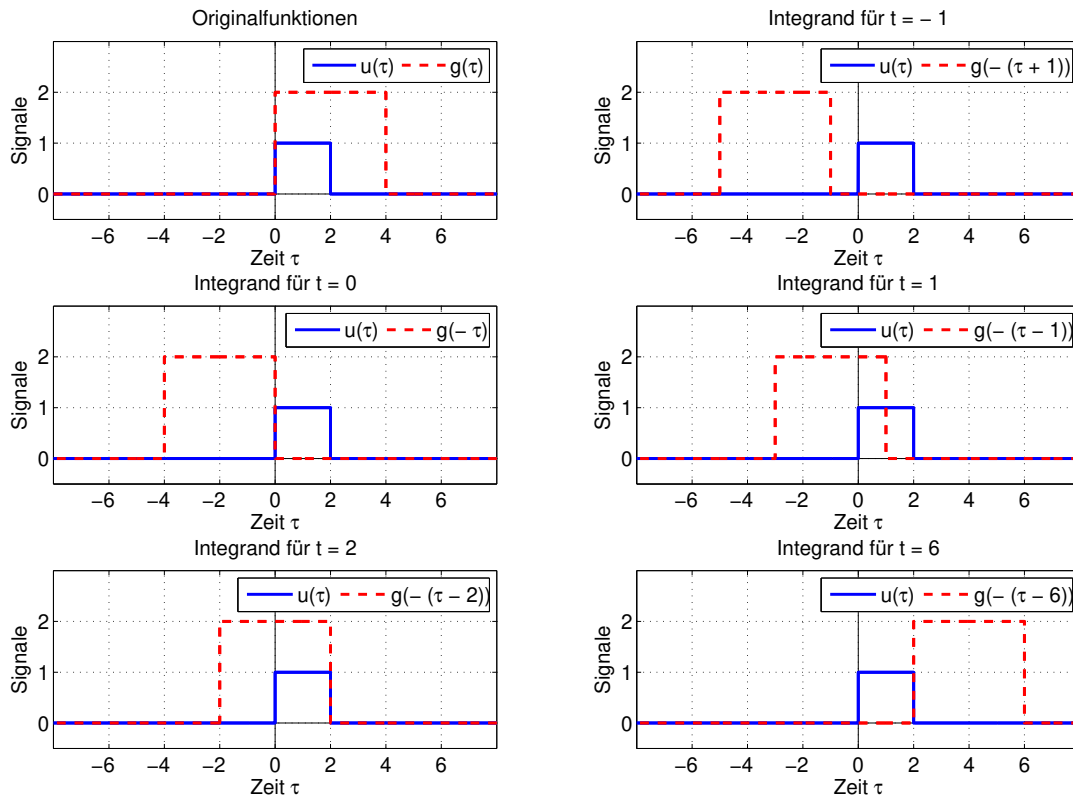 Originalfunktionen
u(τ) g(τ)
Signale
2
1
0
−6 −4 −2 0 2 4 6
Zeit τ
Integrand für t = − 1
u(τ) g(− (τ + 1))
Signale
2
1
0
−6 −4 −2 0 2 4 6
Zeit τ
Integrand für t = 0
u(τ) g(− τ)
Signale
2
1
0
−6 −4 −2 0 2 4 6
Zeit τ
Integrand für t = 1
u(τ) g(− (τ − 1))
Signale
2
1
0
−6 −4 −2 0 2 4 6
Zeit τ
Integrand für t = 2
u(τ) g(− (τ − 2))
Signale
2
1
0
−6 −4 −2 0 2 4 6
Zeit τ
Integrand für t = 6
u(τ) g(− (τ − 6))
Signale
2
1
0
−6 −4 −2 0 2 4 6
Zeit τ